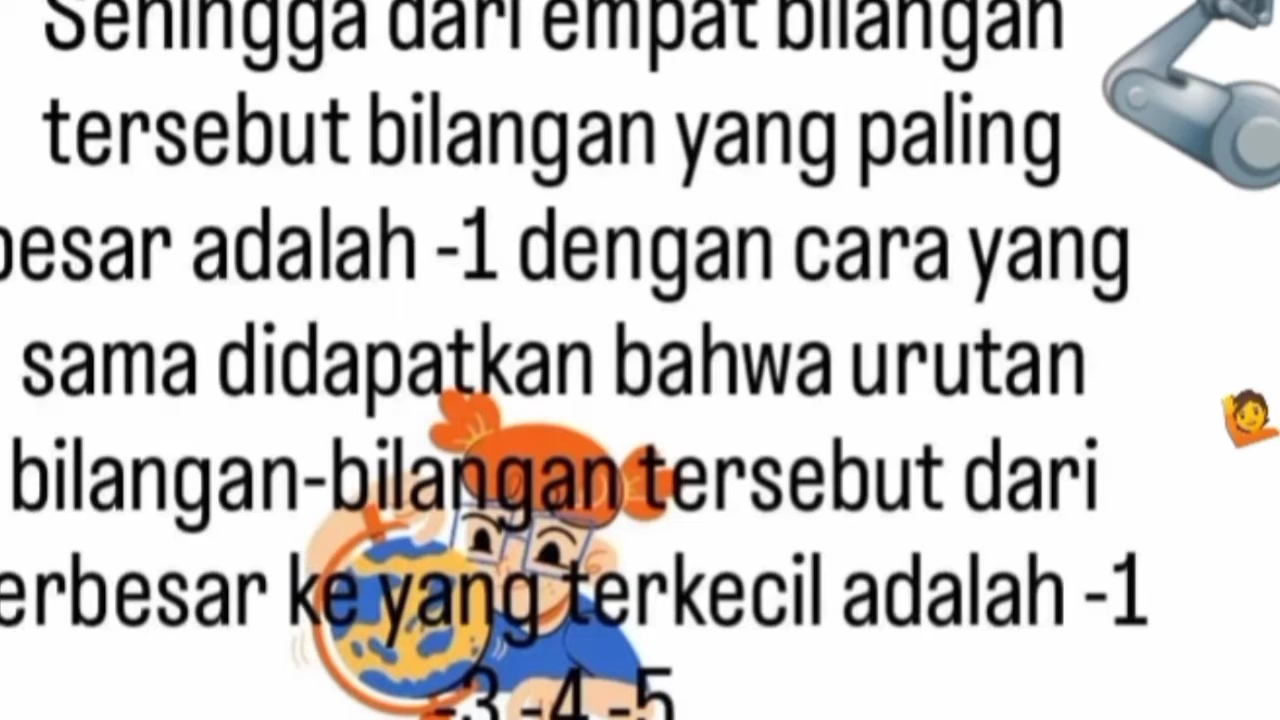 Sehingga dari empat bilangan
tersebut bilangan yang paling
besar adalah -1 dengan cara yang
sama didapatkan bahwa urutan
bilangan-bilangan tersebut dari
terbesar ke yang terkecil adalah -1
-3 -4 -5